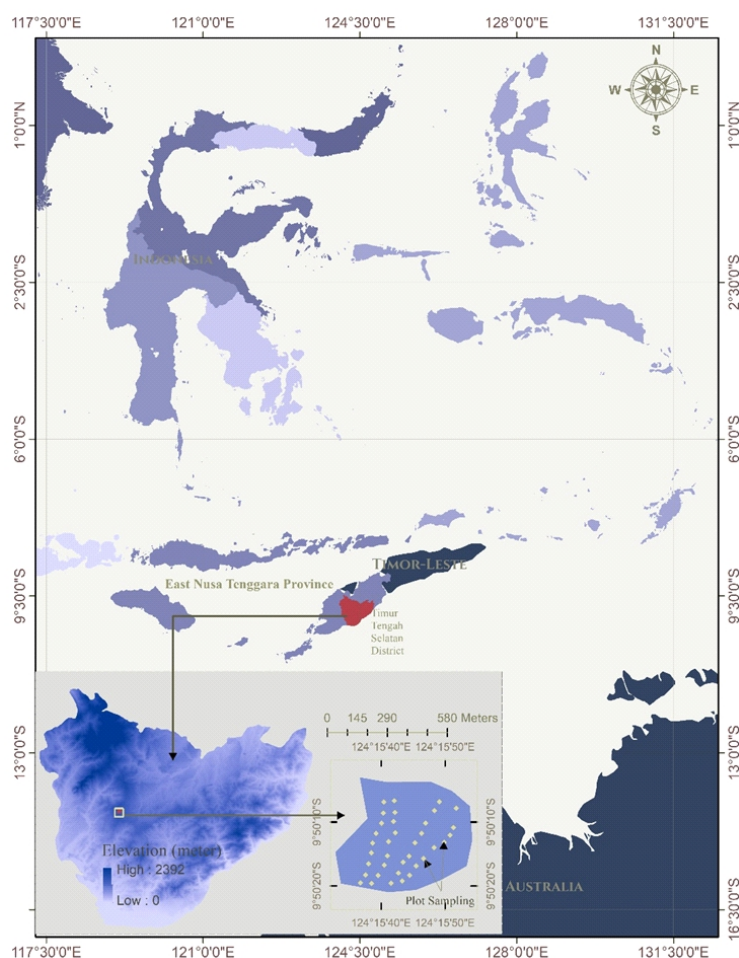 117°30'0"E 121°0'0"E 124°30'0"E 128°0'0"E 131°30'0"E
N
W E
S
1°0'0"N 1°0'0"N
INDONESIA
2°30'0"S 2°30'0"S
6°0'0"S 6°0'0"S
TIMOR-LESTE
East Nusa Tenggara Province
9°30'0"S 9°30'0"S
Timur
Tengah
Selatan
District
0 145 290 580 Meters
124°15'40"E 124°15'50"E
13°0'0"S 13°0'0"S
9°50'10"S 9°50'10"S
Elevation (meter)
High : 2392
Low : 0
9°50'20"S 9°50'20"S
Plot Sampling
AUSTRALIA
124°15'40"E 124°15'50"E
16°30'0"S
117°30'0"E 121°0'0"E 124°30'0"E 128°0'0"E 131°30'0"E